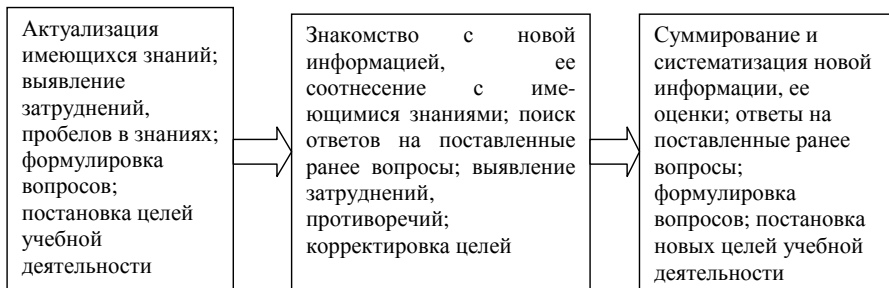 Актуализация
имеющихся знаний;
выявление
затруднений,
пробелов в знаниях;
формулировка
вопросов;
постановка целей
учебной
деятельности
Знакомство с новой
информацией, ее
соотнесение с име-
ющимися знаниями; поиск
ответов на поставленные
ранее вопросы; выявление
затруднений,
противоречий;
корректировка целей
Суммирование и
систематизация новой
информации, ее
оценки; ответы на
поставленные ранее
вопросы;
формулировка
вопросов; постановка
новых целей учебной
деятельности